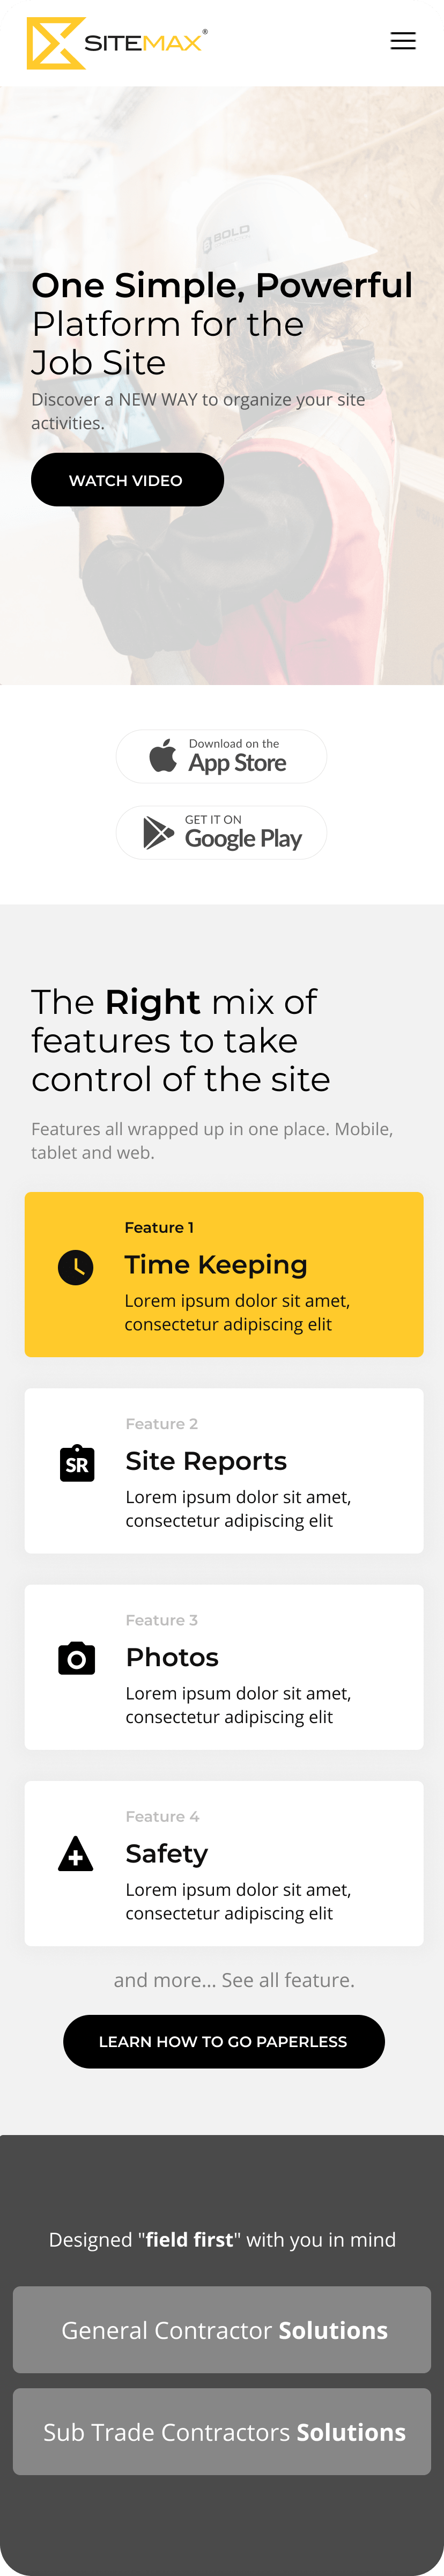 SITEMAX®
BOLD
One Simple, Powerful
Platform for the
Job Site
Discover a NEW WAY to organize your site
activities.
WATCH VIDEO
Download on the
App Store
GET IT ON
Google Play
The Right mix of
features to take
control of the site
Features all wrapped up in one place. Mobile,
tablet and web.
Feature 1
Time Keeping
Lorem ipsum dolor sit amet,
consectetur adipiscing elit
Feature 2
SR
Site Reports
Lorem ipsum dolor sit amet,
consectetur adipiscing elit
Feature 3
Photos
Lorem ipsum dolor sit amet,
consectetur adipiscing elit
Feature 4
Safety
Lorem ipsum dolor sit amet,
consectetur adipiscing elit
and more... See all feature.
LEARN HOW TO GO PAPERLESS
Designed "field first" with you in mind
General Contractor Solutions
Sub Trade Contractors Solutions